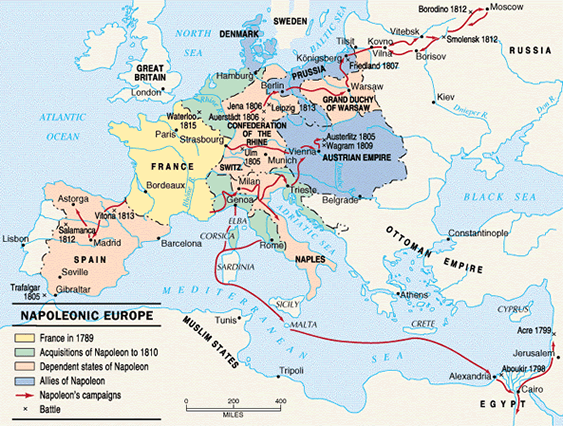 Borodino 1812
Moscow
SWEDEN
NORTH
SEA
DENMARK
BALTIC SEA
Tilsit
Kovno
Vitebsk
Smolensk 1812
Königsberg
Vilna
Borisov
RUSSIA
GREAT
BRITAIN
Hamburg
PRUSSIA
Friedland 1807
London
Berlin
Warsaw
Rhine
Jena 1806
Leipzig 1813
GRAND DUCHY
OF WARSAW
Kiev
Dnieper R.
Don R.
Waterloo
1815
Auerstädt 1806
ATLANTIC
OCEAN
CONFEDERATION
OF THE
RHINE
Paris
Strasbourg
Austerlitz 1805
Wagram 1809
Ulm
1805
Vienna
Munich
AUSTRIAN EMPIRE
FRANCE
SWITZ
Milan
Trieste
Bordeaux
Genoa
Belgrade
BLACK SEA
Astorga
Vitoria 1813
ELBA
ADRIATIC SEA
CORSICA
Salamanca
1812
Madrid
Barcelona
Rome
Constantinople
OTTOMAN EMPIRE
Lisbon
SPAIN
SARDINIA
NAPLES
Seville
Trafalgar
1805
Gibraltar
Athens
MEDITERRANEAN
SEA
SICILY
CYPRUS
NAPOLEONIC EUROPE
Tunis
MALTA
CRETE
Acre 1799
MUSLIM STATES
France in 1789
Acquisitions of Napoleon to 1810
Jerusalem
Dependent states of Napoleon
Tripoli
Alexandria
Aboukir 1798
Allies of Napoleon
Cairo
Napoleon's campaigns
200
400
EGYPT
Battle
MILES